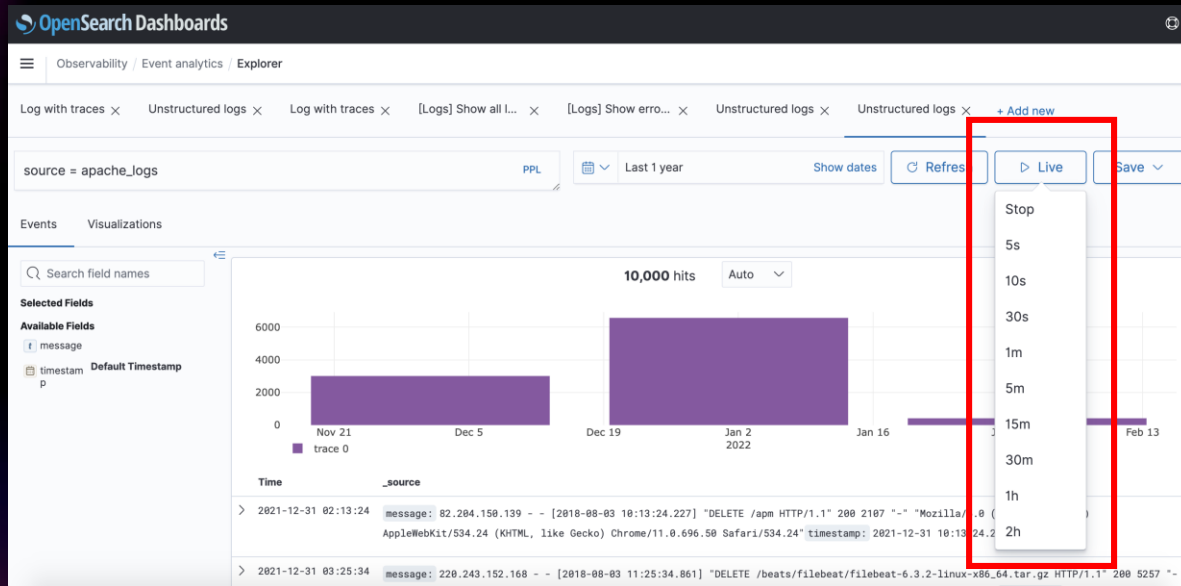 OpenSearch Dashboards
Observability / Event analytics / Explorer
Log with traces Unstructured logs Log with traces [Logs] Show all l... [Logs] Show erro... Unstructured logs Unstructured logs + Add new
source = apache_logs PPL Last 1 year Show dates Refres Live Save
Stop
5s
10s
30s
1m
5m
15m
30m
1h
2h
Events Visualizations
Search field names
Selected Fields
Available Fields
t message
timestam
p
Default Timestamp
10,000 hits Auto
6000
4000
2000
0
Nov 21 Dec 5 Dec 19 Jan 2 Jan 16 Feb 13
2022
trace 0
Time _source
2021-12-31 02:13:24 message: 82.204.150.139 - - [2018-08-03 10:13:24.227] "DELETE /apm HTTP/1.1" 200 2107 "-"
AppleWebKit/534.24 (KHTML, like Gecko) Chrome/11.0.696.50 Safari/534.24" timestamp: 2021-12-31
2021-12-31 03:25:34 message: 220.243.152.168 - - [2018-08-03 11:25:34.861] "DELETE /beats/filebeat/filebeat-6.3.2-linux-x86_64.tar.gz HTTP/1.1" 200 5257 "-